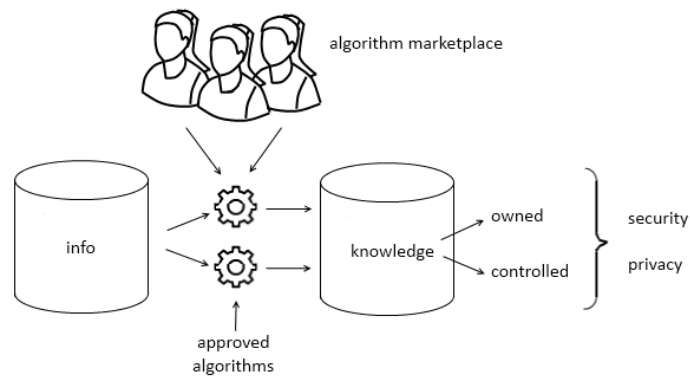 algorithm marketplace
info
knowledge
owned
controlled
security
privacy
approved
algorithms